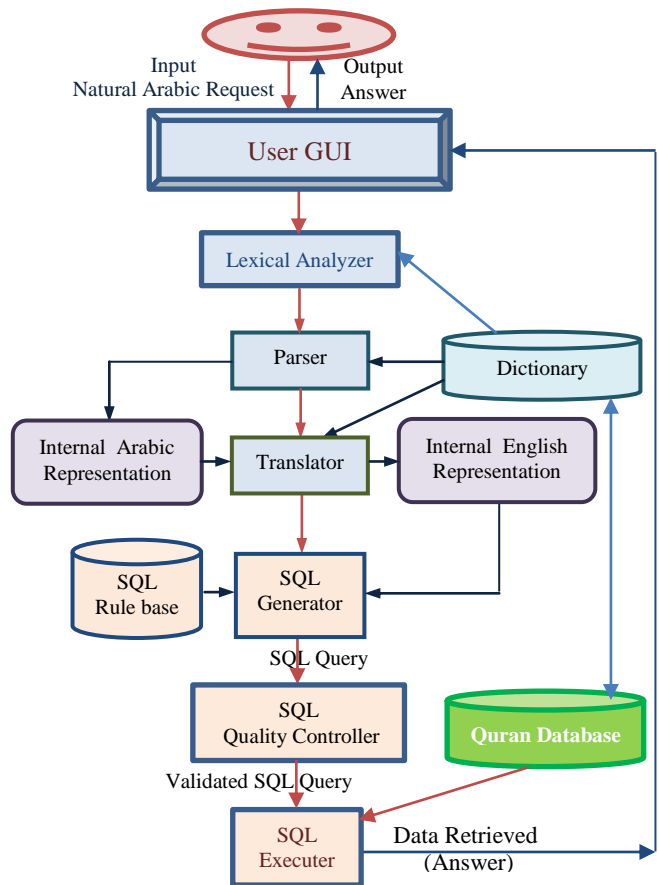 Input
Natural Arabic Request
Output
Answer
User GUI
Lexical Analyzer
Parser
Dictionary
Internal Arabic
Representation
Translator
Internal English
Representation
SQL
Rule base
SQL
Generator
SQL Query
SQL
Quality Controller
Quran Database
Validated SQL Query
SQL
Executer
Data Retrieved
(Answer)